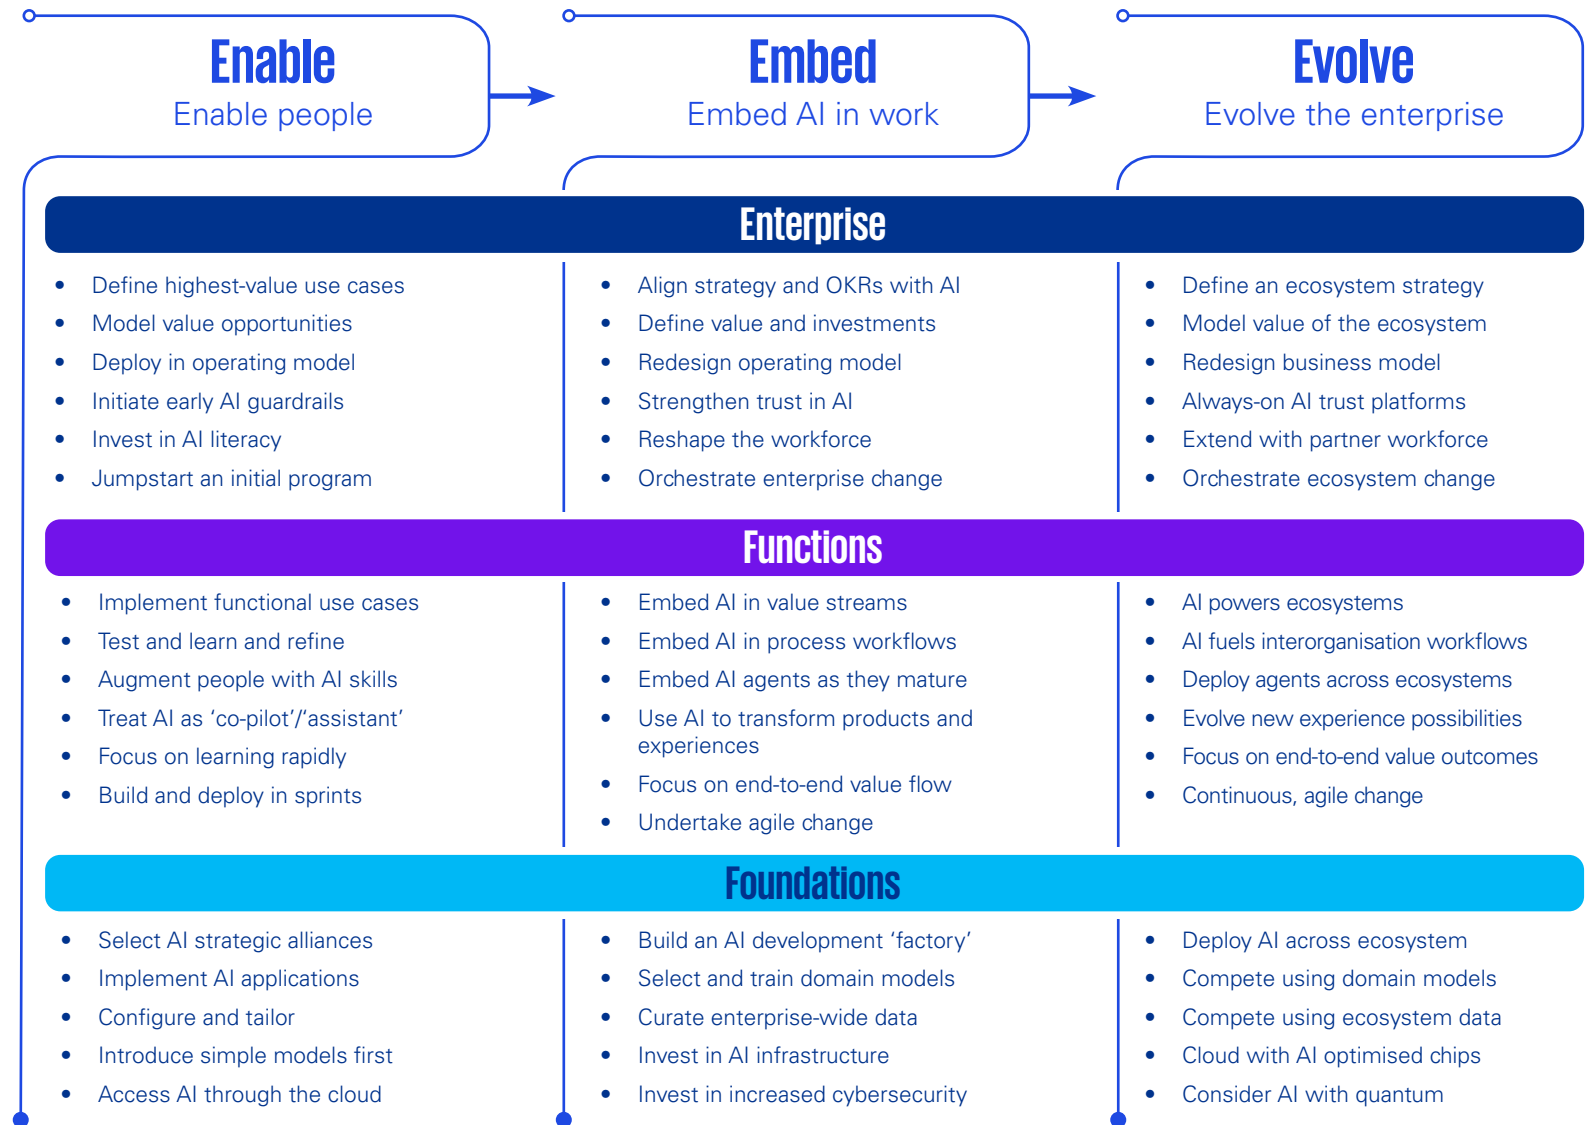 Enable
Enable people
Embed
Embed AI in work
Evolve
Evolve the enterprise
Enterprise
• Define highest-value use cases
• Model value opportunities
• Deploy in operating model
• Initiate early AI guardrails
• Invest in AI literacy
• Jumpstart an initial program
• Align strategy and OKRs with AI
• Define value and investments
• Redesign operating model
• Strengthen trust in AI
• Reshape the workforce
• Orchestrate enterprise change
• Define an ecosystem strategy
• Model value of the ecosystem
• Redesign business model
• Always-on AI trust platforms
• Extend with partner workforce
• Orchestrate ecosystem change
Functions
• Implement functional use cases
• Test and learn and refine
• Augment people with AI skills
• Treat AI as ‘co-pilot’/‘assistant’
• Focus on learning rapidly
• Build and deploy in sprints
• Embed AI in value streams
• Embed AI in process workflows
• Embed AI agents as they mature
• Use AI to transform products and
experiences
• Focus on end-to-end value flow
• Undertake agile change
• AI powers ecosystems
• AI fuels interorganisation workflows
• Deploy agents across ecosystems
• Evolve new experience possibilities
• Focus on end-to-end value outcomes
• Continuous, agile change
Foundations
• Select AI strategic alliances
• Implement AI applications
• Configure and tailor
• Introduce simple models first
• Access AI through the cloud
• Build an AI development ‘factory’
• Select and train domain models
• Curate enterprise-wide data
• Invest in AI infrastructure
• Invest in increased cybersecurity
• Deploy AI across ecosystem
• Compete using domain models
• Compete using ecosystem data
• Cloud with AI optimised chips
• Consider AI with quantum